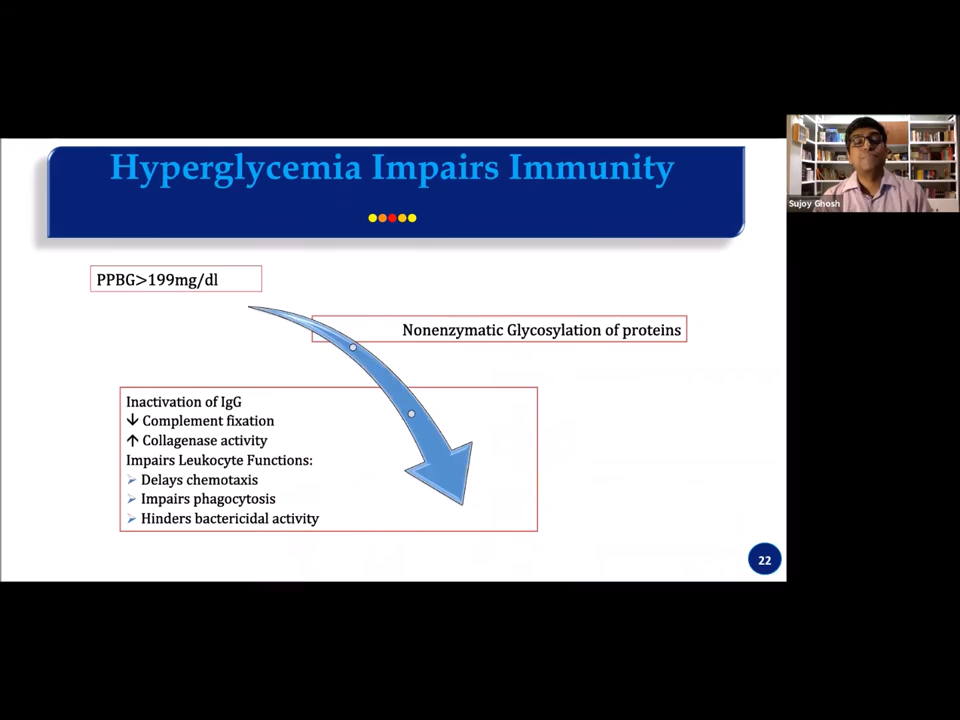 Hyperglycemia Impairs Immunity
Sujoy Ghosh
PPBG>199mg/dl
Nonenzymatic Glycosylation of proteins
Inactivation of IgG
↓ Complement fixation
↑ Collagenase activity
Impairs Leukocyte Functions:
➢ Delays chemotaxis
➢ Impairs phagocytosis
➢ Hinders bactericidal activity
22